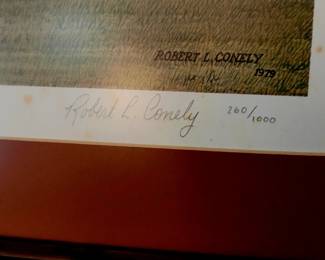 ROBERT L. CONELY
1979
Robert L. Conely 260/1000